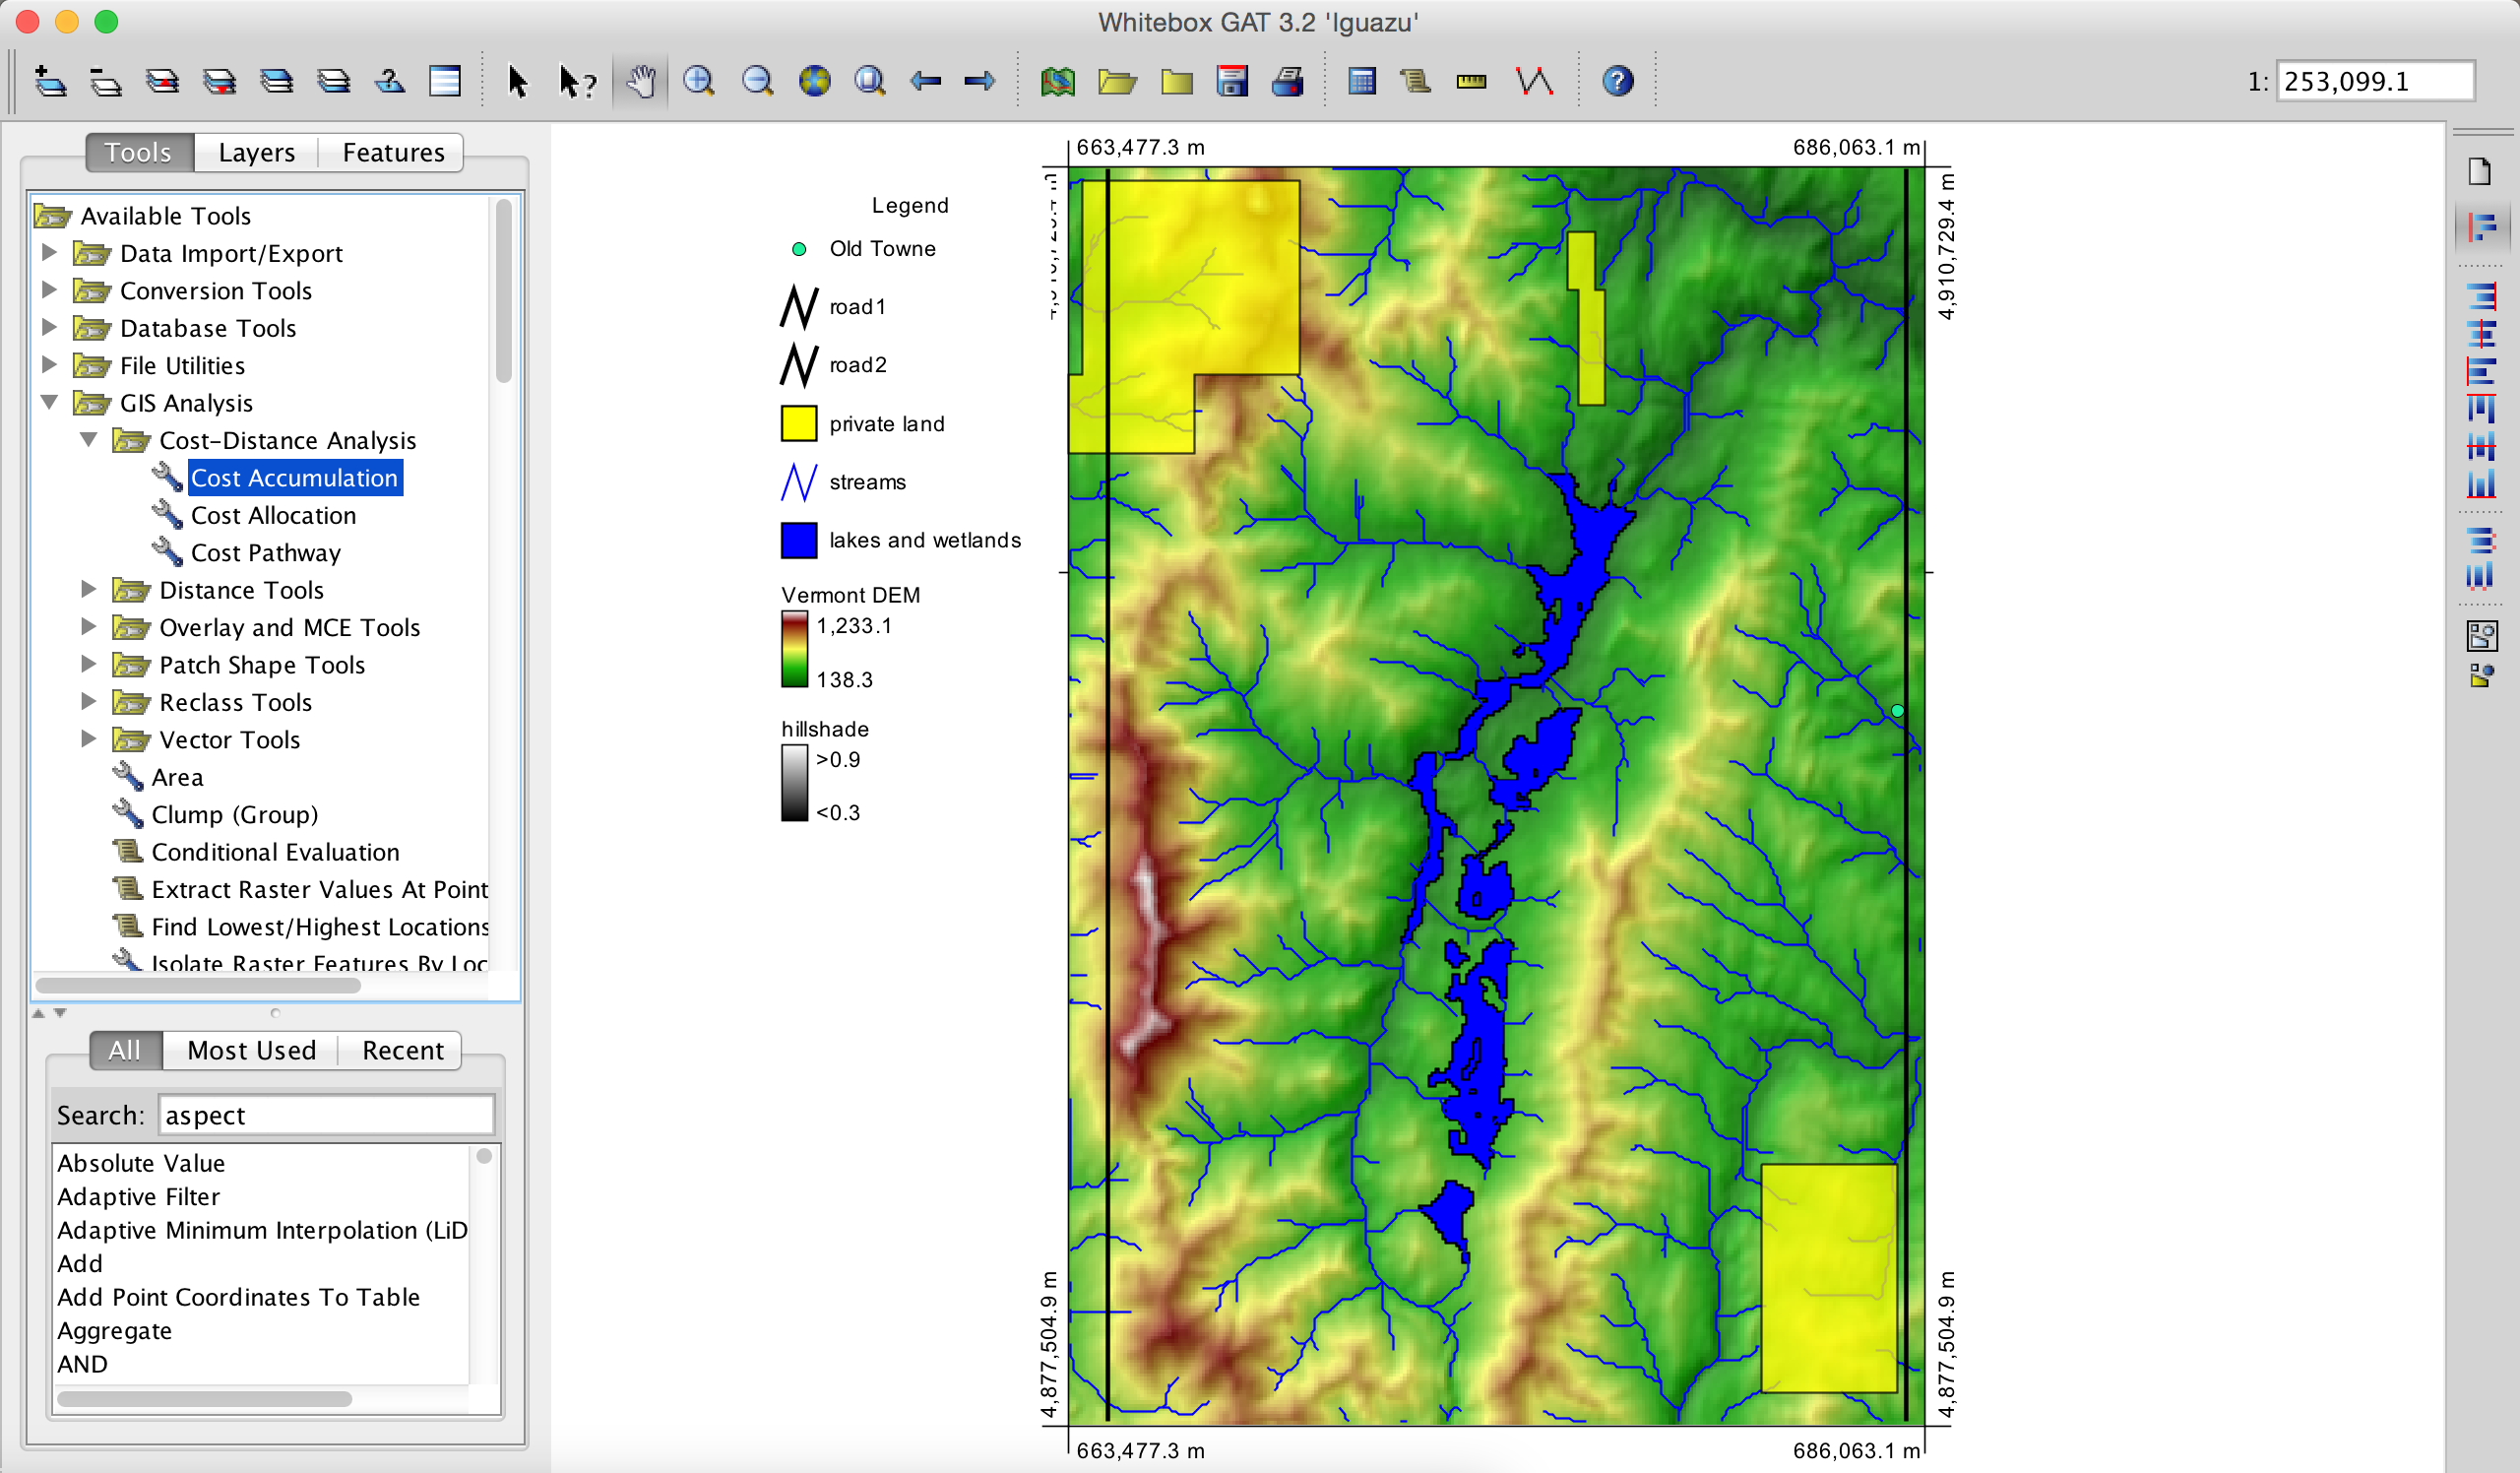 Whitebox GAT 3.2 'Iguazu'
1: 253,099.1
Tools Layers Features
Available Tools
Data Import/Export
Conversion Tools
Database Tools
File Utilities
GIS Analysis
Cost-Distance Analysis
Cost Accumulation
Cost Allocation
Cost Pathway
Distance Tools
Overlay and MCE Tools
Patch Shape Tools
Reclass Tools
Vector Tools
Area
Clump (Group)
Conditional Evaluation
Extract Raster Values At Point
Find Lowest/Highest Locations
Isolate Raster Features By Loc
All Most Used Recent
Search: aspect
Absolute Value
Adaptive Filter
Adaptive Minimum Interpolation (LiD
Add
Add Point Coordinates To Table
Aggregate
AND
Legend
Old Towne
road1
road2
private land
streams
lakes and wetlands
Vermont DEM
1,233.1
138.3
hillshade
>0.9
<0.3
663,477.3 m
686,063.1 m
4,910,729.4 m
4,877,504.9 m
4,877,504.9 m
663,477.3 m
686,063.1 m